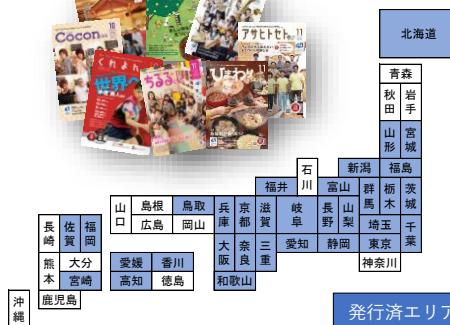 Cocon
アサヒトセト
くれよん
世界へ
ちるる
ひまわり
11
北海道
青森
秋田
岩手
山形
宮城
石川
新潟
福島
福井
富山
群馬
栃木
茨城
山口
島根
鳥取
兵庫
京都
滋賀
岐阜
長野
山梨
埼玉
千葉
広島
岡山
長崎
佐賀
福岡
大阪
奈良
三重
愛知
静岡
東京
神奈川
熊本
大分
愛媛
香川
宮崎
高知
徳島
和歌山
沖縄
鹿児島
発行済エリア